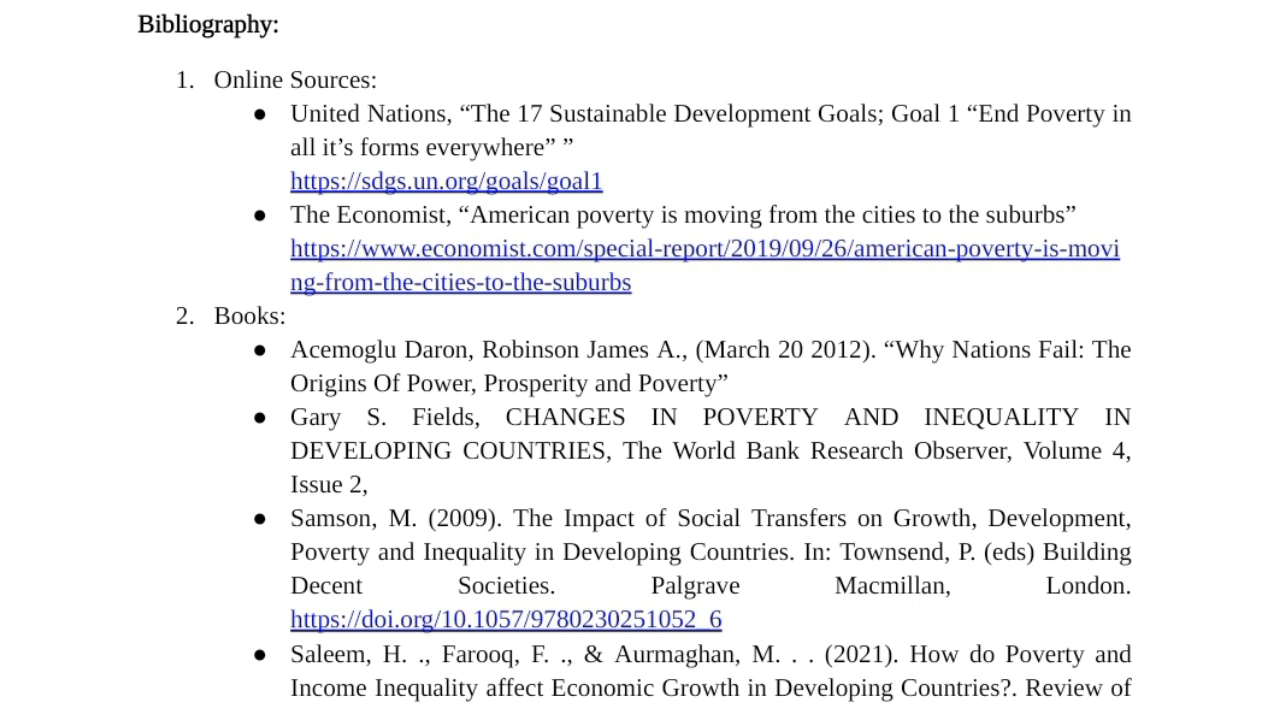 Bibliography:
1. Online Sources:
● United Nations, “The 17 Sustainable Development Goals; Goal 1 “End Poverty in
all it’s forms everywhere” ”
https://sdgs.un.org/goals/goal1
● The Economist, “American poverty is moving from the cities to the suburbs”
https://www.economist.com/special-report/2019/09/26/american-poverty-is-movi
ng-from-the-cities-to-the-suburbs
2. Books:
● Acemoglu Daron, Robinson James A., (March 20 2012). “Why Nations Fail: The
Origins Of Power, Prosperity and Poverty”
● Gary S. Fields, CHANGES IN POVERTY AND INEQUALITY IN
DEVELOPING COUNTRIES, The World Bank Research Observer, Volume 4,
Issue 2,
● Samson, M. (2009). The Impact of Social Transfers on Growth, Development,
Poverty and Inequality in Developing Countries. In: Townsend, P. (eds) Building
Decent Societies. Palgrave Macmillan, London.
https://doi.org/10.1057/9780230251052_6
● Saleem, H. ., Farooq, F. ., & Aurmaghan, M. . . (2021). How do Poverty and
Income Inequality affect Economic Growth in Developing Countries?. Review of